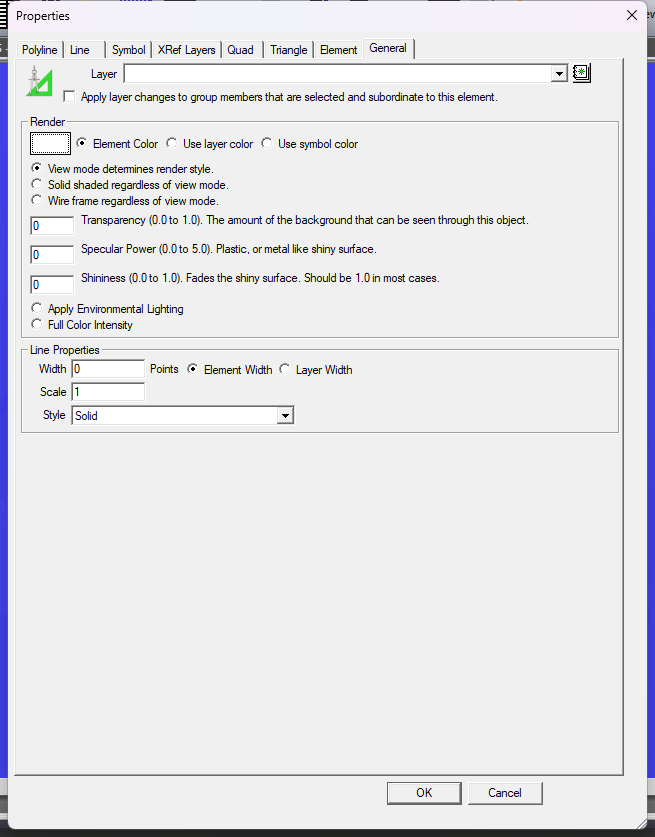 Properties
Polyline Line Symbol XRef Layers Quad Triangle Element General
Layer
Apply layer changes to group members that are selected and subordinate to this element.
Render
Element Color Use layer color Use symbol color
View mode determines render style.
Solid shaded regardless of view mode.
Wire frame regardless of view mode.
0 Transparency (0.0 to 1.0). The amount of the background that can be seen through this object.
0 Specular Power (0.0 to 5.0). Plastic, or metal like shiny surface.
0 Shininess (0.0 to 1.0). Fades the shiny surface. Should be 1.0 in most cases.
Apply Environmental Lighting
Full Color Intensity
Line Properties
Width 0 Points Element Width Layer Width
Scale 1
Style Solid
OK Cancel